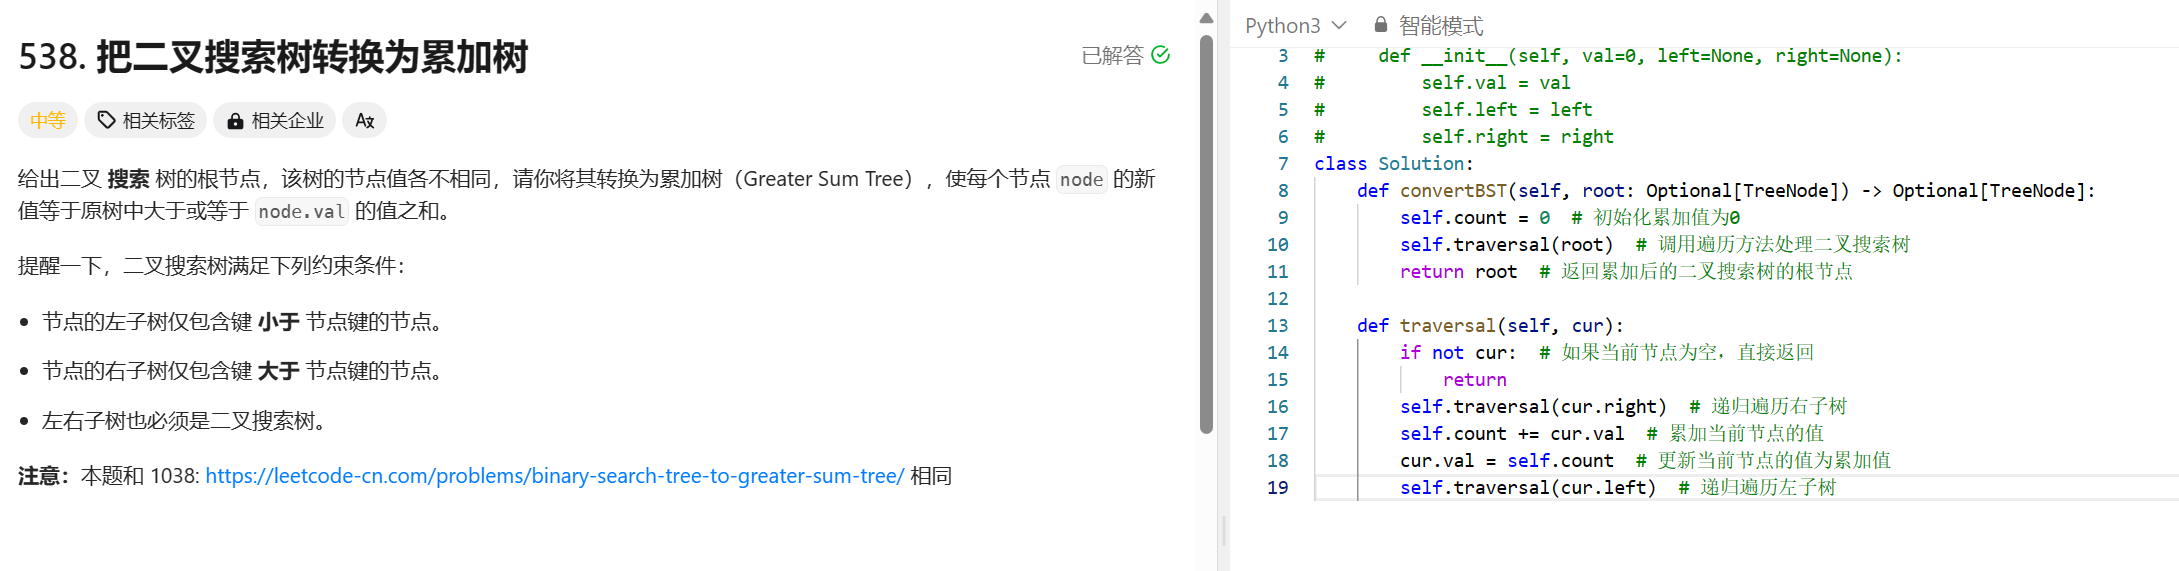 538. 把二叉搜索树转换为累加树
已解答
中等 相关标签 相关企业 Aあ
给出二叉 搜索 树的根节点，该树的节点值各不相同，请你将其转换为累加树（Greater Sum Tree），使每个节点 node 的新
值等于原树中大于或等于 node.val 的值之和。
提醒一下，二叉搜索树满足下列约束条件：
• 节点的左子树仅包含键 小于 节点键的节点。
• 节点的右子树仅包含键 大于 节点键的节点。
• 左右子树也必须是二叉搜索树。
注意：本题和 1038: https://leetcode-cn.com/problems/binary-search-tree-to-greater-sum-tree/ 相同
Python3 智能模式
3 #     def __init__(self, val=0, left=None, right=None):
4 #         self.val = val
5 #         self.left = left
6 #         self.right = right
7 class Solution:
8     def convertBST(self, root: Optional[TreeNode]) -> Optional[TreeNode]:
9         self.count = 0  # 初始化累加值为0
10         self.traversal(root)  # 调用遍历方法处理二叉搜索树
11         return root  # 返回累加后的二叉搜索树的根节点
12
13     def traversal(self, cur):
14         if not cur:  # 如果当前节点为空，直接返回
15             return
16         self.traversal(cur.right)  # 递归遍历右子树
17         self.count += cur.val  # 累加当前节点的值
18         cur.val = self.count  # 更新当前节点的值为累加值
19         self.traversal(cur.left)  # 递归遍历左子树